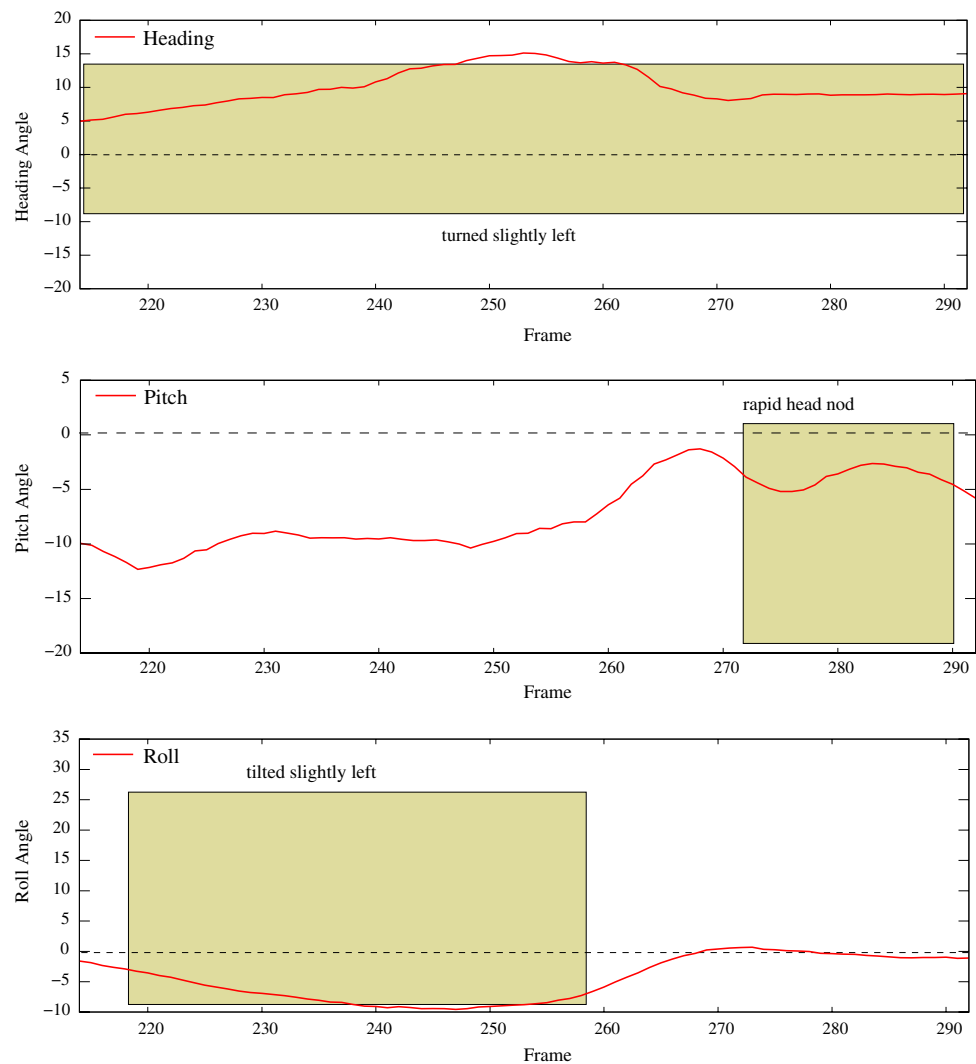 Heading
20
15
10
5
0
−5
−10
−15
−20
Heading Angle
turned slightly left
220 230 240 250 260 270 280 290
Frame
Pitch
5
0
−5
−10
−15
−20
Pitch Angle
rapid head nod
220 230 240 250 260 270 280 290
Frame
Roll
35
30
25
20
15
10
5
0
−5
−10
Roll Angle
tilted slightly left
220 230 240 250 260 270 280 290
Frame